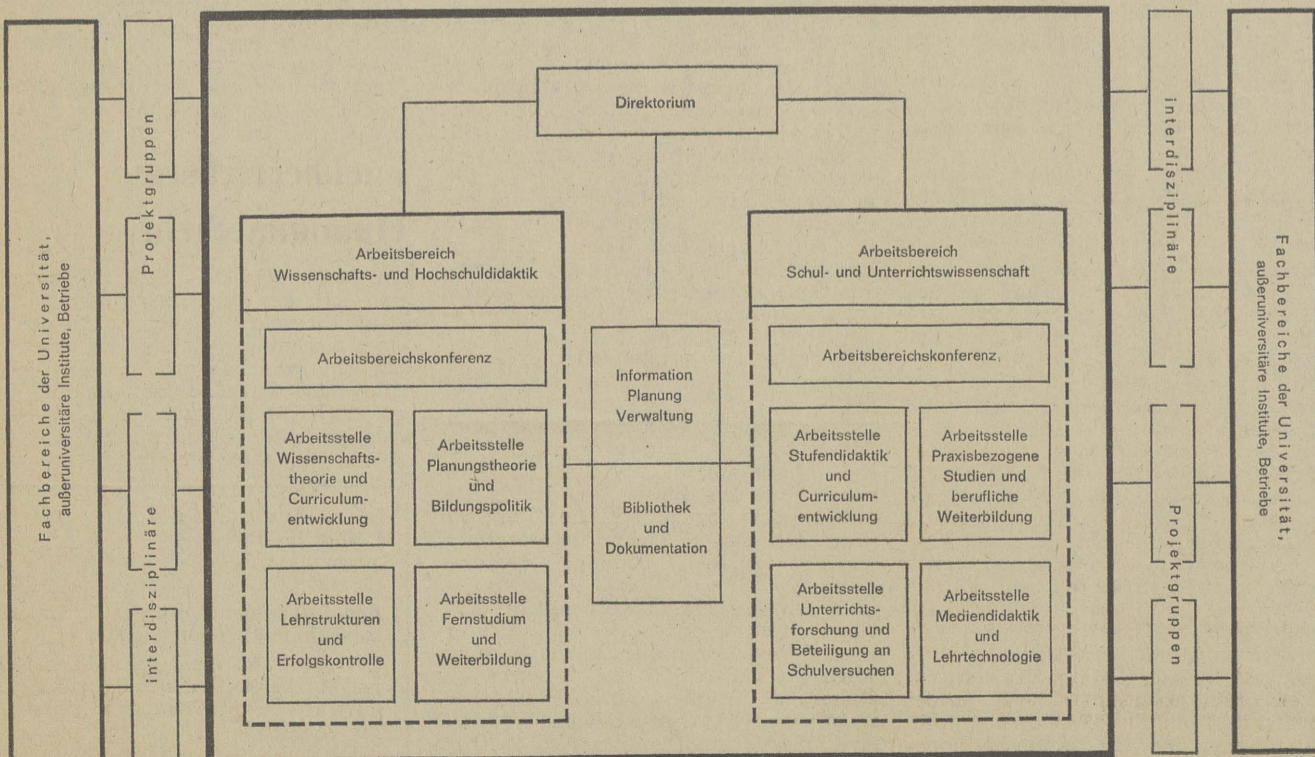 Fachbereiche der Universität,
außeruniversitäre Institute, Betriebe
interdisziplinäre
Projektgruppen
Direktorium
Arbeitsbereich
Wissenschafts- und Hochschuldidaktik
Arbeitsbereichskonferenz
Arbeitsstelle
Wissenschafts-
theorie und
Curriculum-
entwicklung
Arbeitsstelle
Planungstheorie
und
Bildungspolitik
Arbeitsstelle
Lehrstrukturen
und
Erfolgskontrolle
Arbeitsstelle
Fernstudium
und
Weiterbildung
Information
Planung
Verwaltung
Bibliothek
und
Dokumentation
Arbeitsbereich
Schul- und Unterrichtswissenschaft
Arbeitsbereichskonferenz
Arbeitsstelle
Stufendidaktik
und
Curriculum-
entwicklung
Arbeitsstelle
Praxisbezogene
Studien und
berufliche
Weiterbildung
Arbeitsstelle
Unterrichts-
forschung und
Beteiligung an
Schulversuchen
Arbeitsstelle
Mediendidaktik
und
Lehrtechnologie
interdisziplinäre
Projektgruppen
Fachbereiche der Universität,
außeruniversitäre Institute, Betriebe